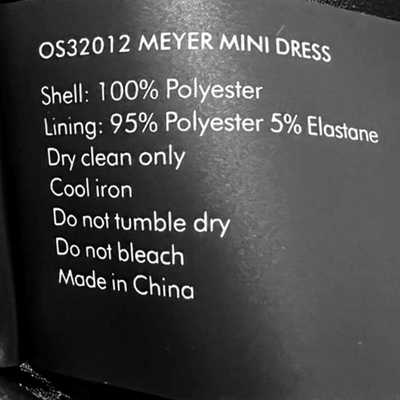 OS32012 MEYER MINI DRESS
Shell: 100% Polyester
Lining: 95% Polyester 5% Elastane
Dry clean only
Cool iron
Do not tumble dry
Do not bleach
Made in China